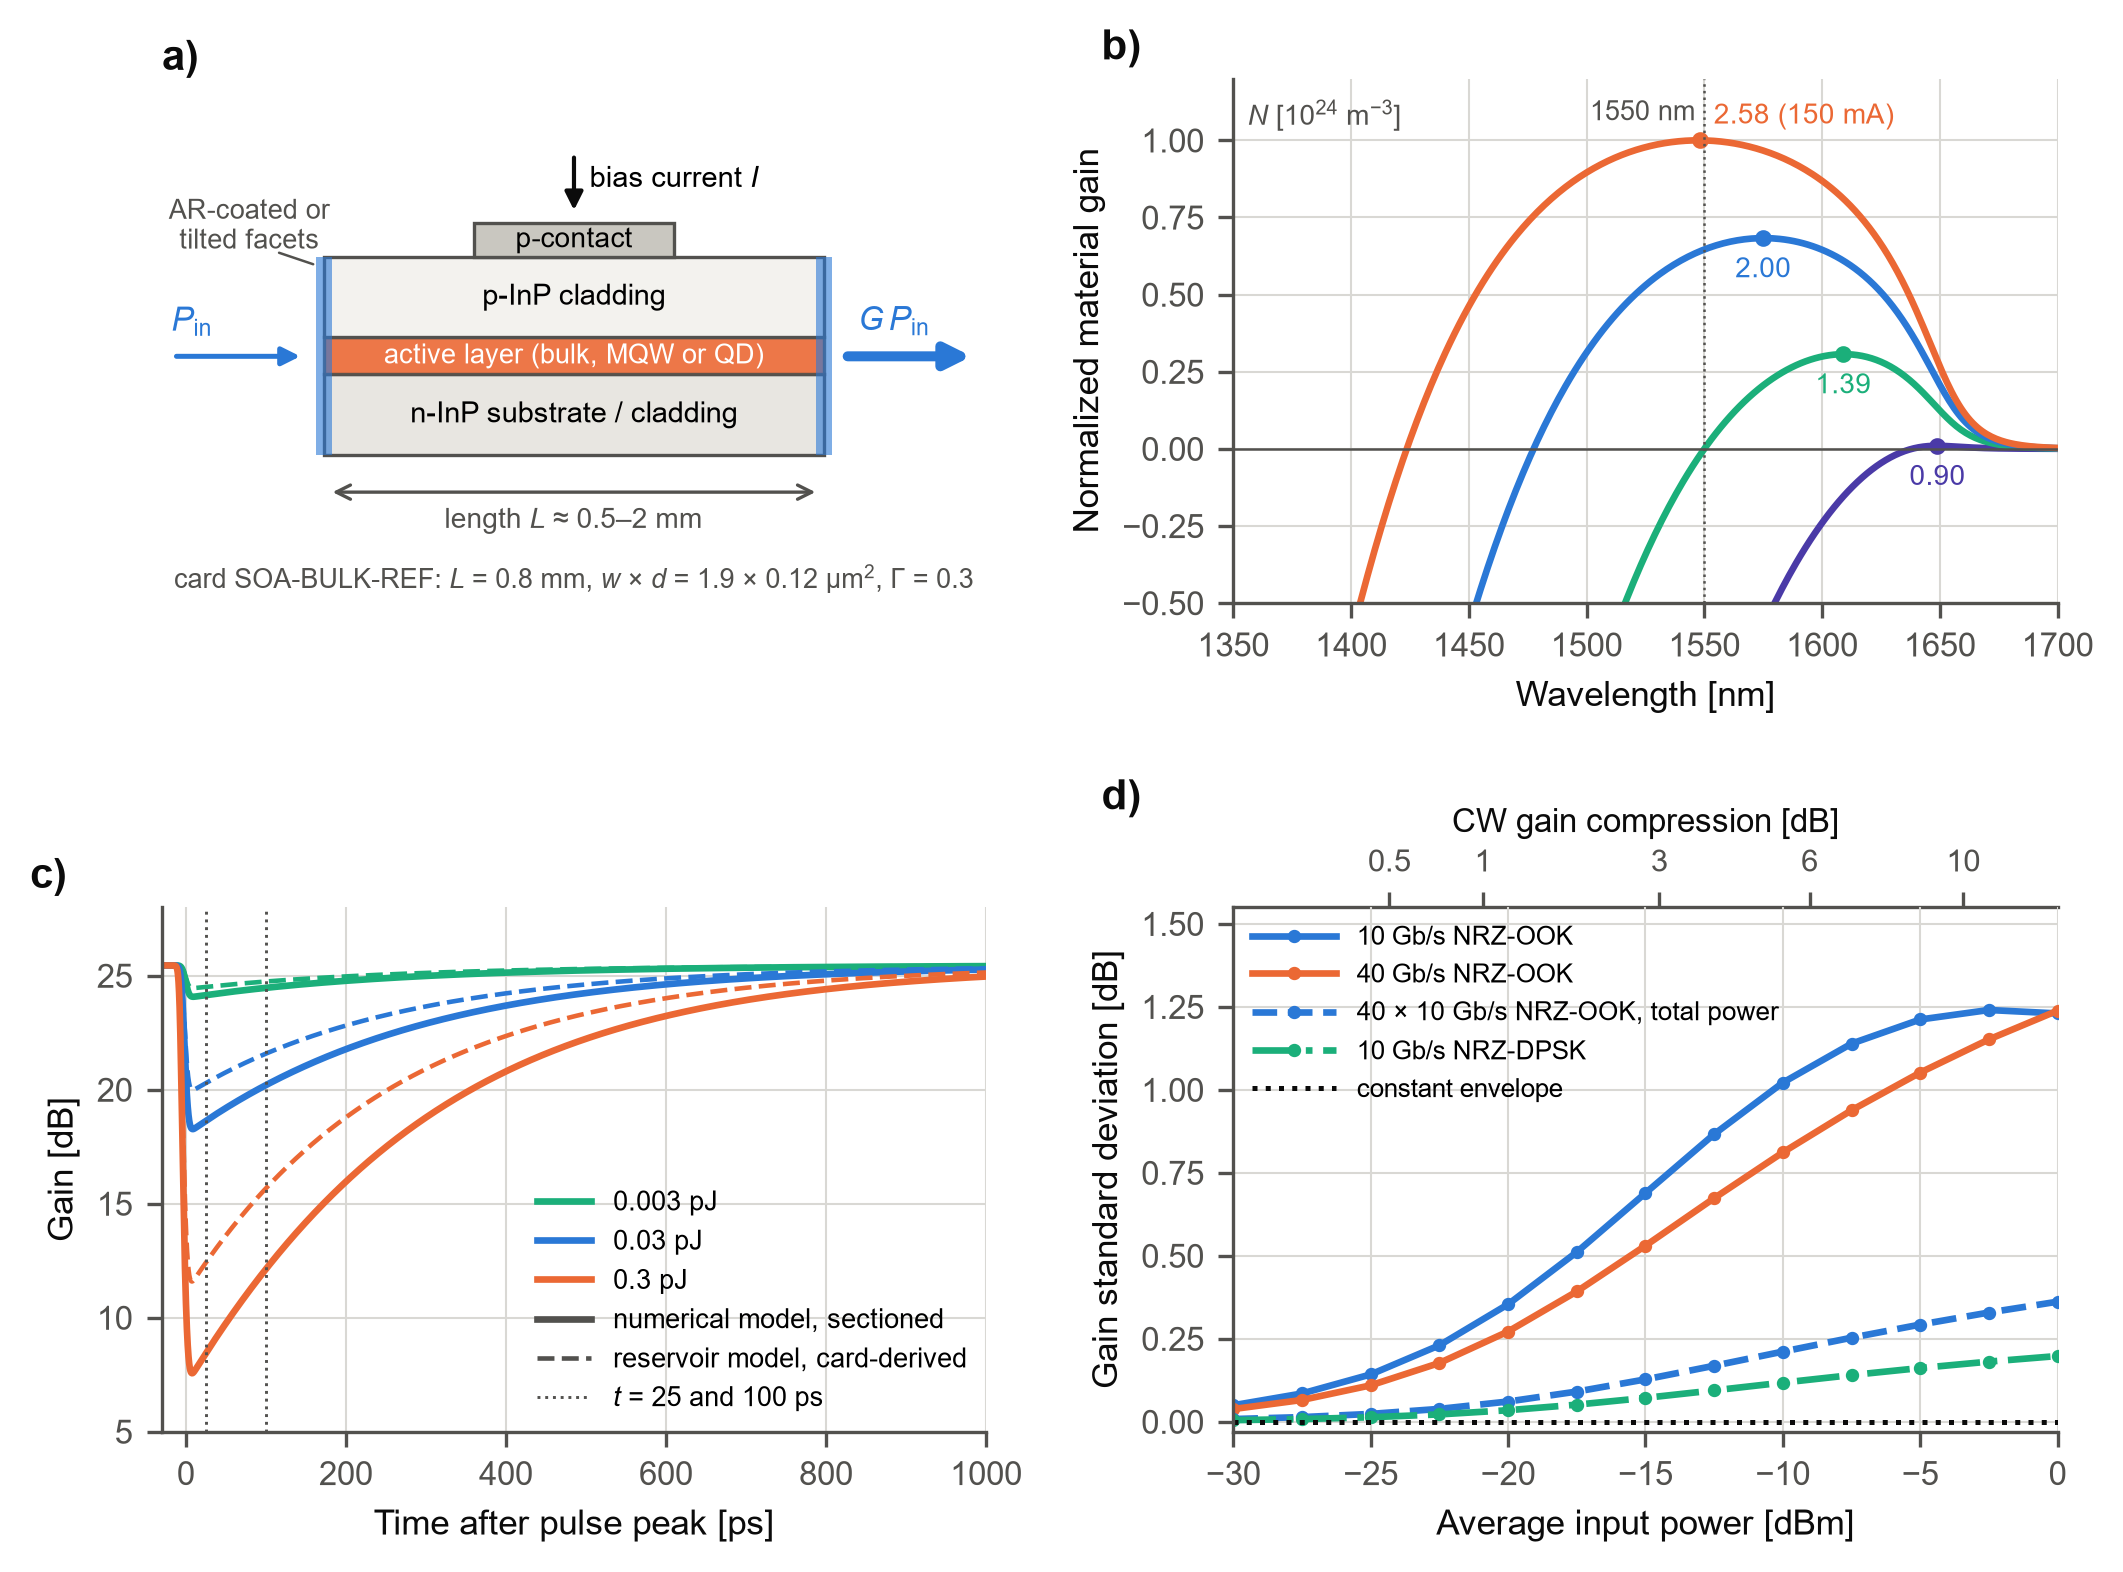 a)
bias current I
AR-coated or
tilted facets
p-contact
p-InP cladding
Pin
G Pin
active layer (bulk, MQW or QD)
n-InP substrate / cladding
length L ≈ 0.5–2 mm
card SOA-BULK-REF: L = 0.8 mm, w × d = 1.9 × 0.12 µm², Γ = 0.3
b)
N [10²⁴ m⁻³]
1550 nm
2.58 (150 mA)
2.00
1.39
0.90
Normalized material gain
1.00
0.75
0.50
0.25
0.00
−0.25
−0.50
1350 1400 1450 1500 1550 1600 1650 1700
Wavelength [nm]
c)
Gain [dB]
25
20
15
10
5
0.003 pJ
0.03 pJ
0.3 pJ
numerical model, sectioned
reservoir model, card-derived
t = 25 and 100 ps
0 200 400 600 800 1000
Time after pulse peak [ps]
d)
CW gain compression [dB]
0.5 1 3 6 10
Gain standard deviation [dB]
1.50
1.25
1.00
0.75
0.50
0.25
0.00
10 Gb/s NRZ-OOK
40 Gb/s NRZ-OOK
40 × 10 Gb/s NRZ-OOK, total power
10 Gb/s NRZ-DPSK
constant envelope
−30 −25 −20 −15 −10 −5 0
Average input power [dBm]